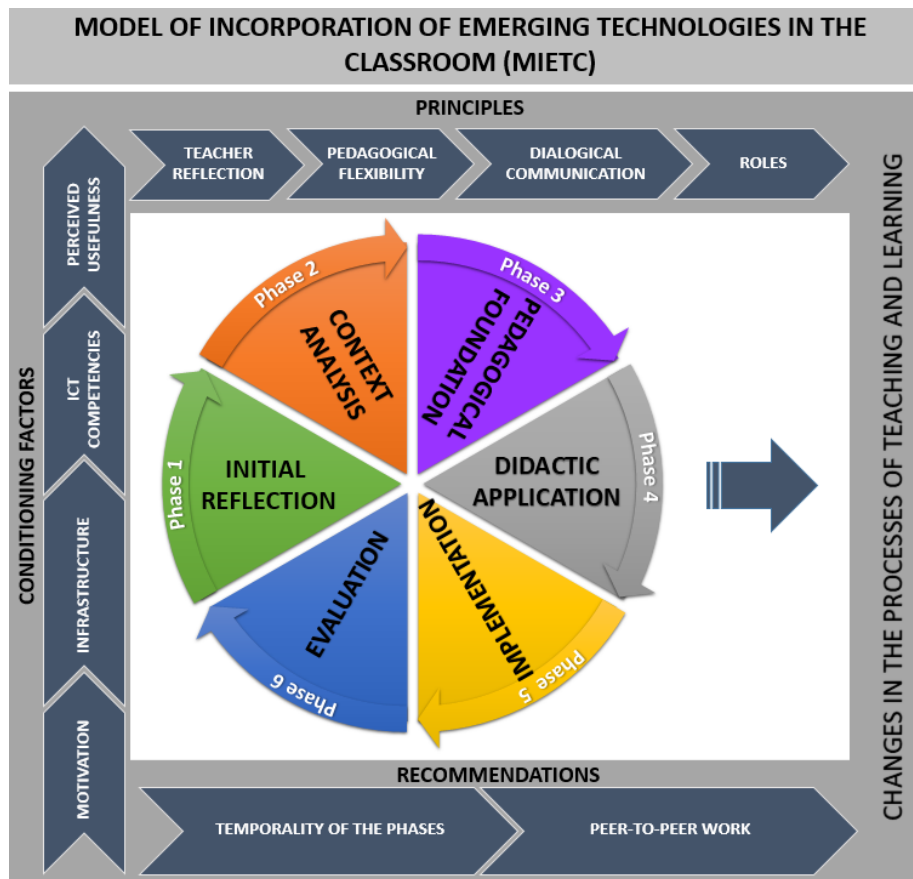 MODEL OF INCORPORATION OF EMERGING TECHNOLOGIES IN THE
CLASSROOM (MIETC)
PRINCIPLES
TEACHER
REFLECTION
PEDAGOGICAL
FLEXIBILITY
DIALOGICAL
COMMUNICATION
ROLES
CONDITIONING FACTORS
PERCEIVED
USEFULNESS
ICT
COMPETENCIES
INFRASTRUCTURE
MOTIVATION
Phase 1
INITIAL
REFLECTION
Phase 2
CONTEXT
ANALYSIS
Phase 3
PEDAGOGICAL
FOUNDATION
Phase 4
DIDACTIC
APPLICATION
Phase 5
IMPLEMENTATION
Phase 6
EVALUATION
CHANGES IN THE PROCESSES OF TEACHING AND LEARNING
RECOMMENDATIONS
TEMPORALITY OF THE PHASES
PEER-TO-PEER WORK